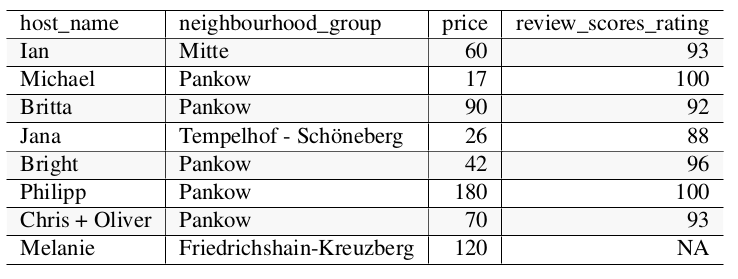 host_name neighbourhood_group price review_scores_rating
Ian Mitte 60 93
Michael Pankow 17 100
Britta Pankow 90 92
Jana Tempelhof - Schöneberg 26 88
Bright Pankow 42 96
Philipp Pankow 180 100
Chris + Oliver Pankow 70 93
Melanie Friedrichshain-Kreuzberg 120 NA